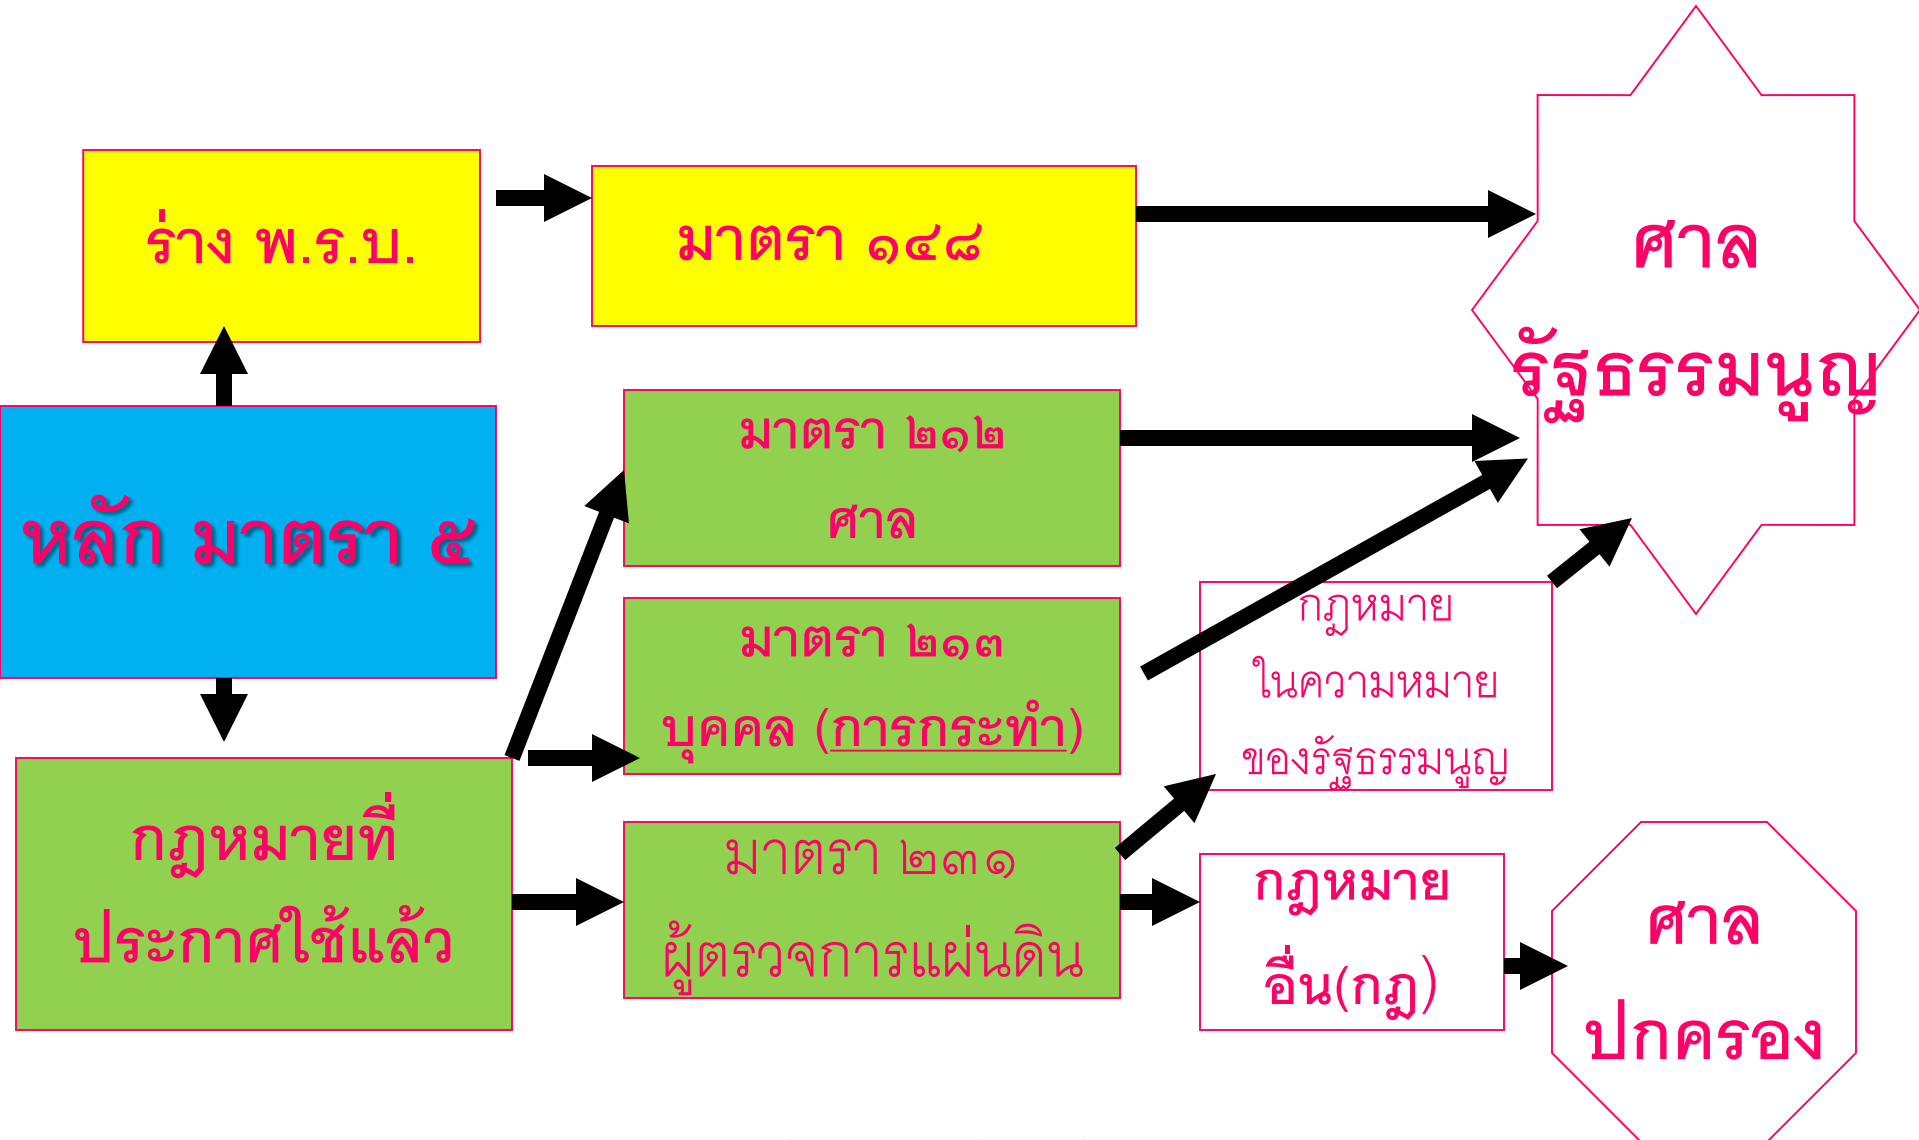 ร่าง พ.ร.บ.
มาตรา ๑๔๘
ศาล
รัฐธรรมนูญ
หลัก มาตรา ๕
มาตรา ๒๑๒
ศาล
มาตรา ๒๑๓
บุคคล (การกระทำ)
กฎหมาย
ในความหมาย
ของรัฐธรรมนูญ
กฎหมายที่
ประกาศใช้แล้ว
มาตรา ๒๓๑
ผู้ตรวจการแผ่นดิน
กฎหมาย
อื่น(กฎ)
ศาล
ปกครอง